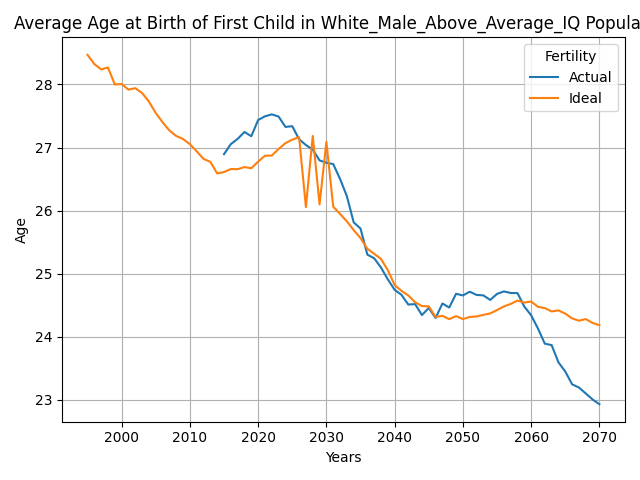 Average Age at Birth of First Child in White_Male_Above_Average_IQ Popula
Fertility
Actual
Ideal
Age
28
27
26
25
24
23
2000 2010 2020 2030 2040 2050 2060 2070
Years